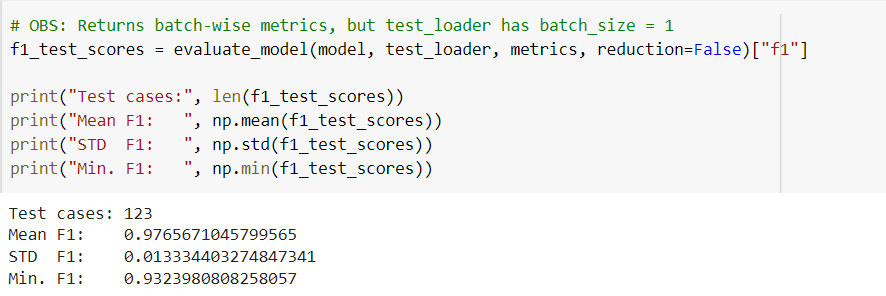 # OBS: Returns batch-wise metrics, but test_loader has batch_size = 1
f1_test_scores = evaluate_model(model, test_loader, metrics, reduction=False)["f1"]
print("Test cases:", len(f1_test_scores))
print("Mean F1:   ", np.mean(f1_test_scores))
print("STD  F1:   ", np.std(f1_test_scores))
print("Min. F1:   ", np.min(f1_test_scores))
Test cases: 123
Mean F1:    0.9765671045799565
STD  F1:    0.013334403274847341
Min. F1:    0.9323980808258057